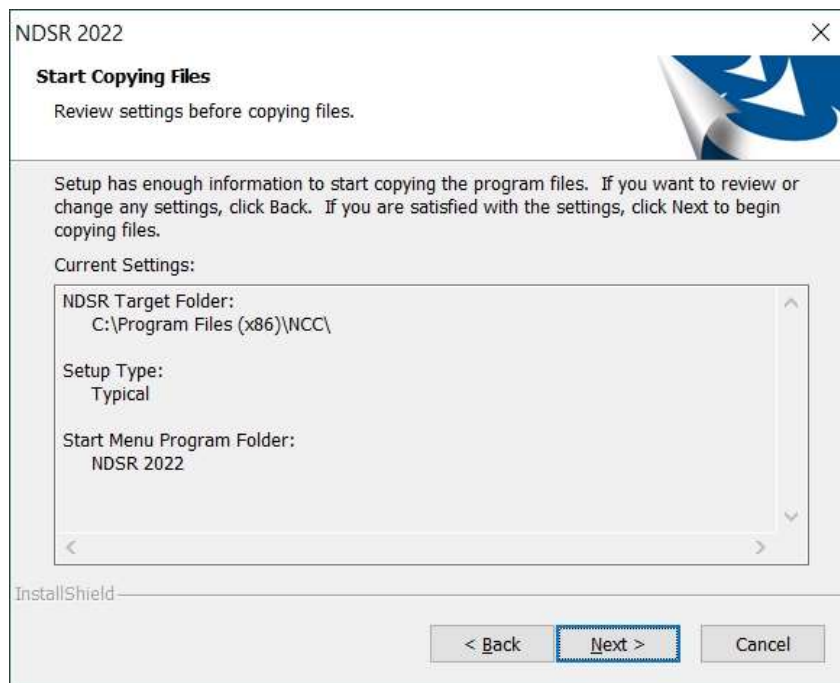 NDSR 2022
Start Copying Files
Review settings before copying files.
Setup has enough information to start copying the program files.  If you want to review or
change any settings, click Back.  If you are satisfied with the settings, click Next to begin
copying files.
Current Settings:
NDSR Target Folder:
C:\Program Files (x86)\NCC\
Setup Type:
Typical
Start Menu Program Folder:
NDSR 2022
InstallShield
< Back
Next >
Cancel